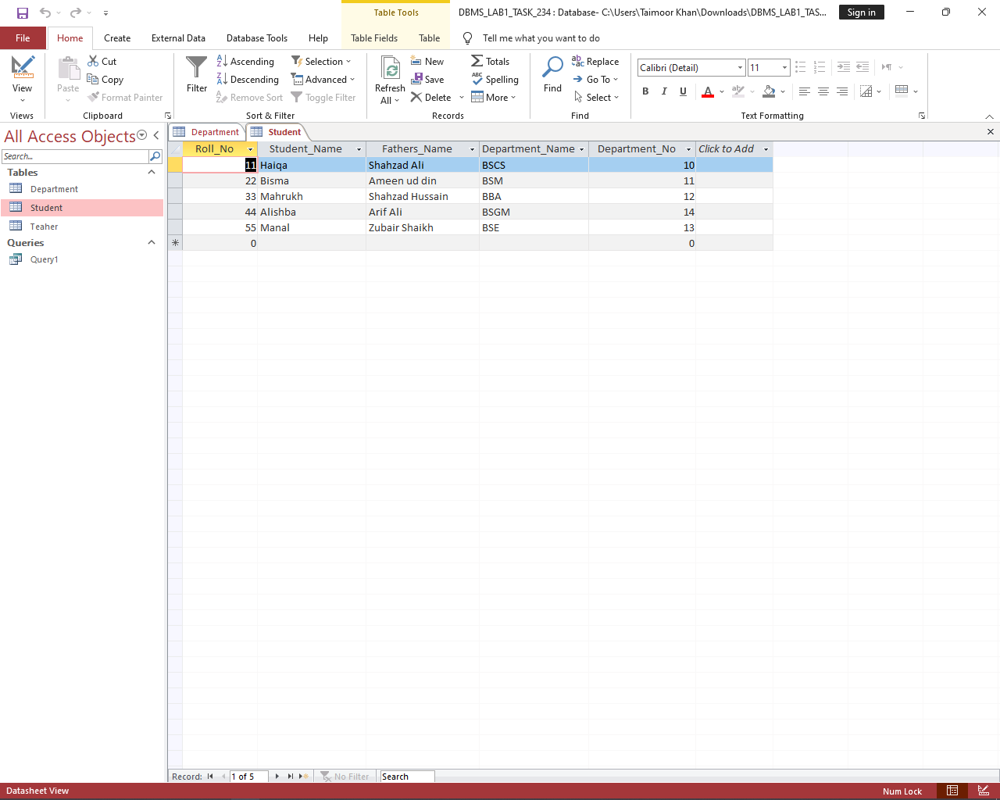 Table Tools
DBMS_LAB1_TASK_234 : Database- C:\Users\Taimoor Khan\Downloads\DBMS_LAB1_TAS...
Sign in
File Home Create External Data Database Tools Help Table Fields Table Tell me what you want to do
View
Views
Paste
Cut
Copy
Format Painter
Clipboard
Filter
Ascending
Descending
Remove Sort
Selection
Advanced
Toggle Filter
Sort & Filter
Refresh
All
New
Save
Delete
Totals
Spelling
More
Records
Find
Replace
Go To
Select
Find
Calibri (Detail) 11
B I U A
Text Formatting
All Access Objects
Search...
Tables
Department
Student
Teaher
Queries
Query1
Department Student
Roll_No Student_Name Fathers_Name Department_Name Department_No Click to Add
11 Haiqa Shahzad Ali BSCS 10
22 Bisma Ameen ud din BSM 11
33 Mahrukh Shahzad Hussain BBA 12
44 Alishba Arif Ali BSGM 14
55 Manal Zubair Shaikh BSE 13
0 0
Record: 1 of 5 No Filter Search
Datasheet View Num Lock